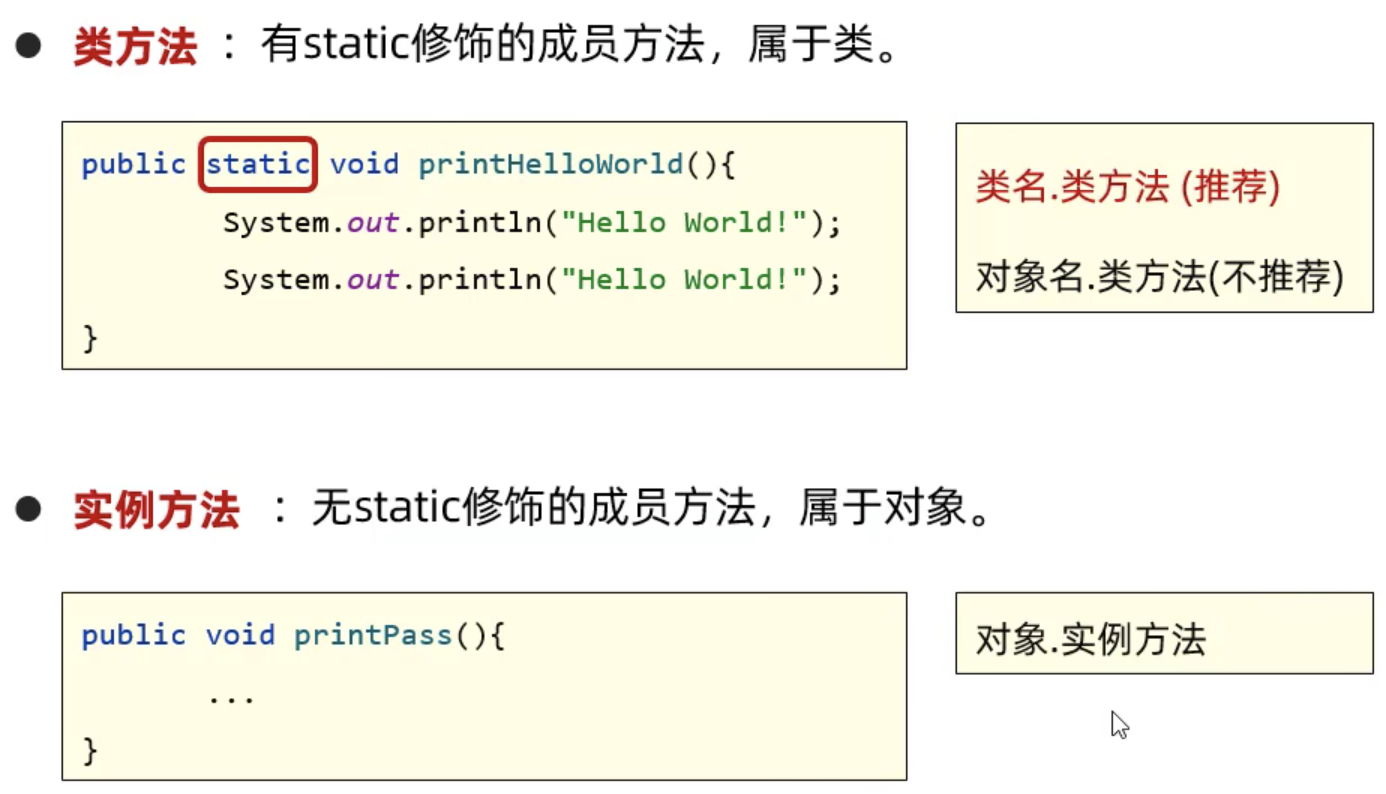 ● 类方法 ：有static修饰的成员方法，属于类。
public static void printHelloWorld(){
System.out.println("Hello World!");
System.out.println("Hello World!");
}
类名.类方法 (推荐)
对象名.类方法(不推荐)
● 实例方法 ：无static修饰的成员方法，属于对象。
public void printPass(){
...
}
对象.实例方法